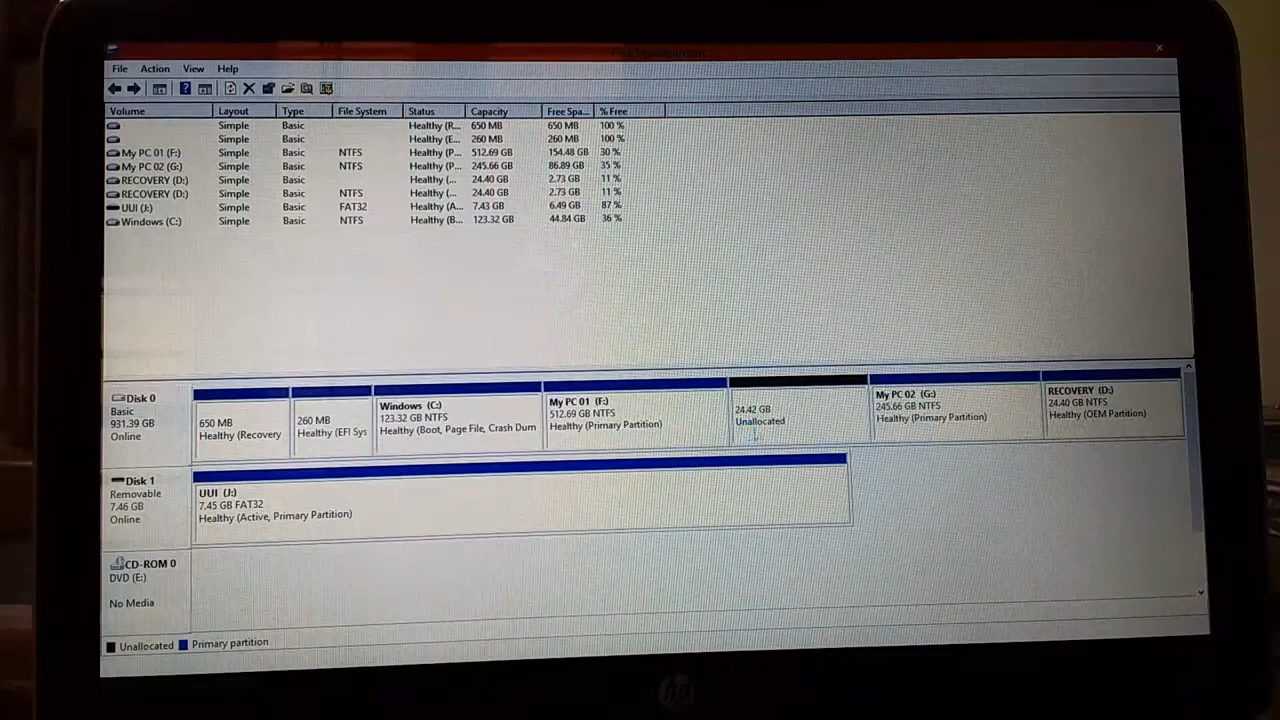 File Action View Help
Volume Layout Type File System Status Capacity Free Spa... % Free
Simple Basic Healthy (R... 650 MB 650 MB 100 %
Simple Basic Healthy (E... 260 MB 260 MB 100 %
My PC 01 (F:) Simple Basic NTFS Healthy (P... 512.69 GB 154.48 GB 30 %
My PC 02 (G:) Simple Basic NTFS Healthy (P... 245.66 GB 86.89 GB 35 %
RECOVERY (D:) Simple Basic Healthy (... 24.40 GB 2.73 GB 11 %
RECOVERY (D:) Simple Basic NTFS Healthy (... 24.40 GB 2.73 GB 11 %
UUI (J:) Simple Basic FAT32 Healthy (A... 7.43 GB 6.49 GB 87 %
Windows (C:) Simple Basic NTFS Healthy (B... 123.32 GB 44.84 GB 36 %
Disk 0
Basic
931.39 GB
Online
650 MB
Healthy (Recovery
260 MB
Healthy (EFI Sys
Windows (C:)
123.32 GB NTFS
Healthy (Boot, Page File, Crash Dum
My PC 01 (F:)
512.69 GB NTFS
Healthy (Primary Partition)
24.42 GB
Unallocated
My PC 02 (G:)
245.66 GB NTFS
Healthy (Primary Partition)
RECOVERY (D:)
24.40 GB NTFS
Healthy (OEM Partition)
Disk 1
Removable
7.46 GB
Online
UUI (J:)
7.45 GB FAT32
Healthy (Active, Primary Partition)
CD-ROM 0
DVD (E:)
No Media
Unallocated Primary partition
hp